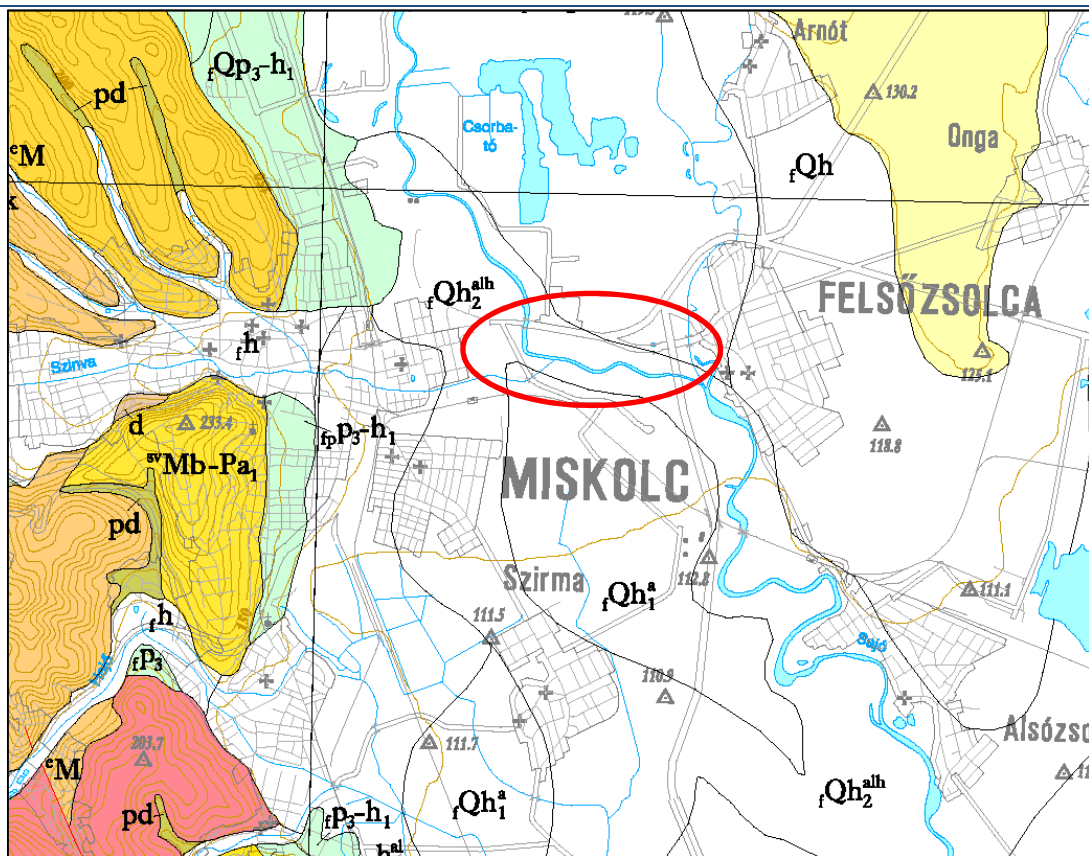 Arnót
fQp₃-h₁
pd
130.2
Csorba-
tó
Onga
ᵉM
fQh
fQh₂ᵃˡʰ
FELSŐZSOLCA
fh
Szinva
125.1
d
233.4
fpp₃-h₁
118.8
ˢᵛMb-Pa₁
MISKOLC
pd
Szirma
112.8
fQh₁ᵃ
111.1
fh
111.5
Sajó
fp₃
110.9
203.7
111.7
Alsózso
ᵉM
fQh₁ᵃ
fQh₂ᵃˡʰ
pd
fp₃-h₁
hᵃˡ